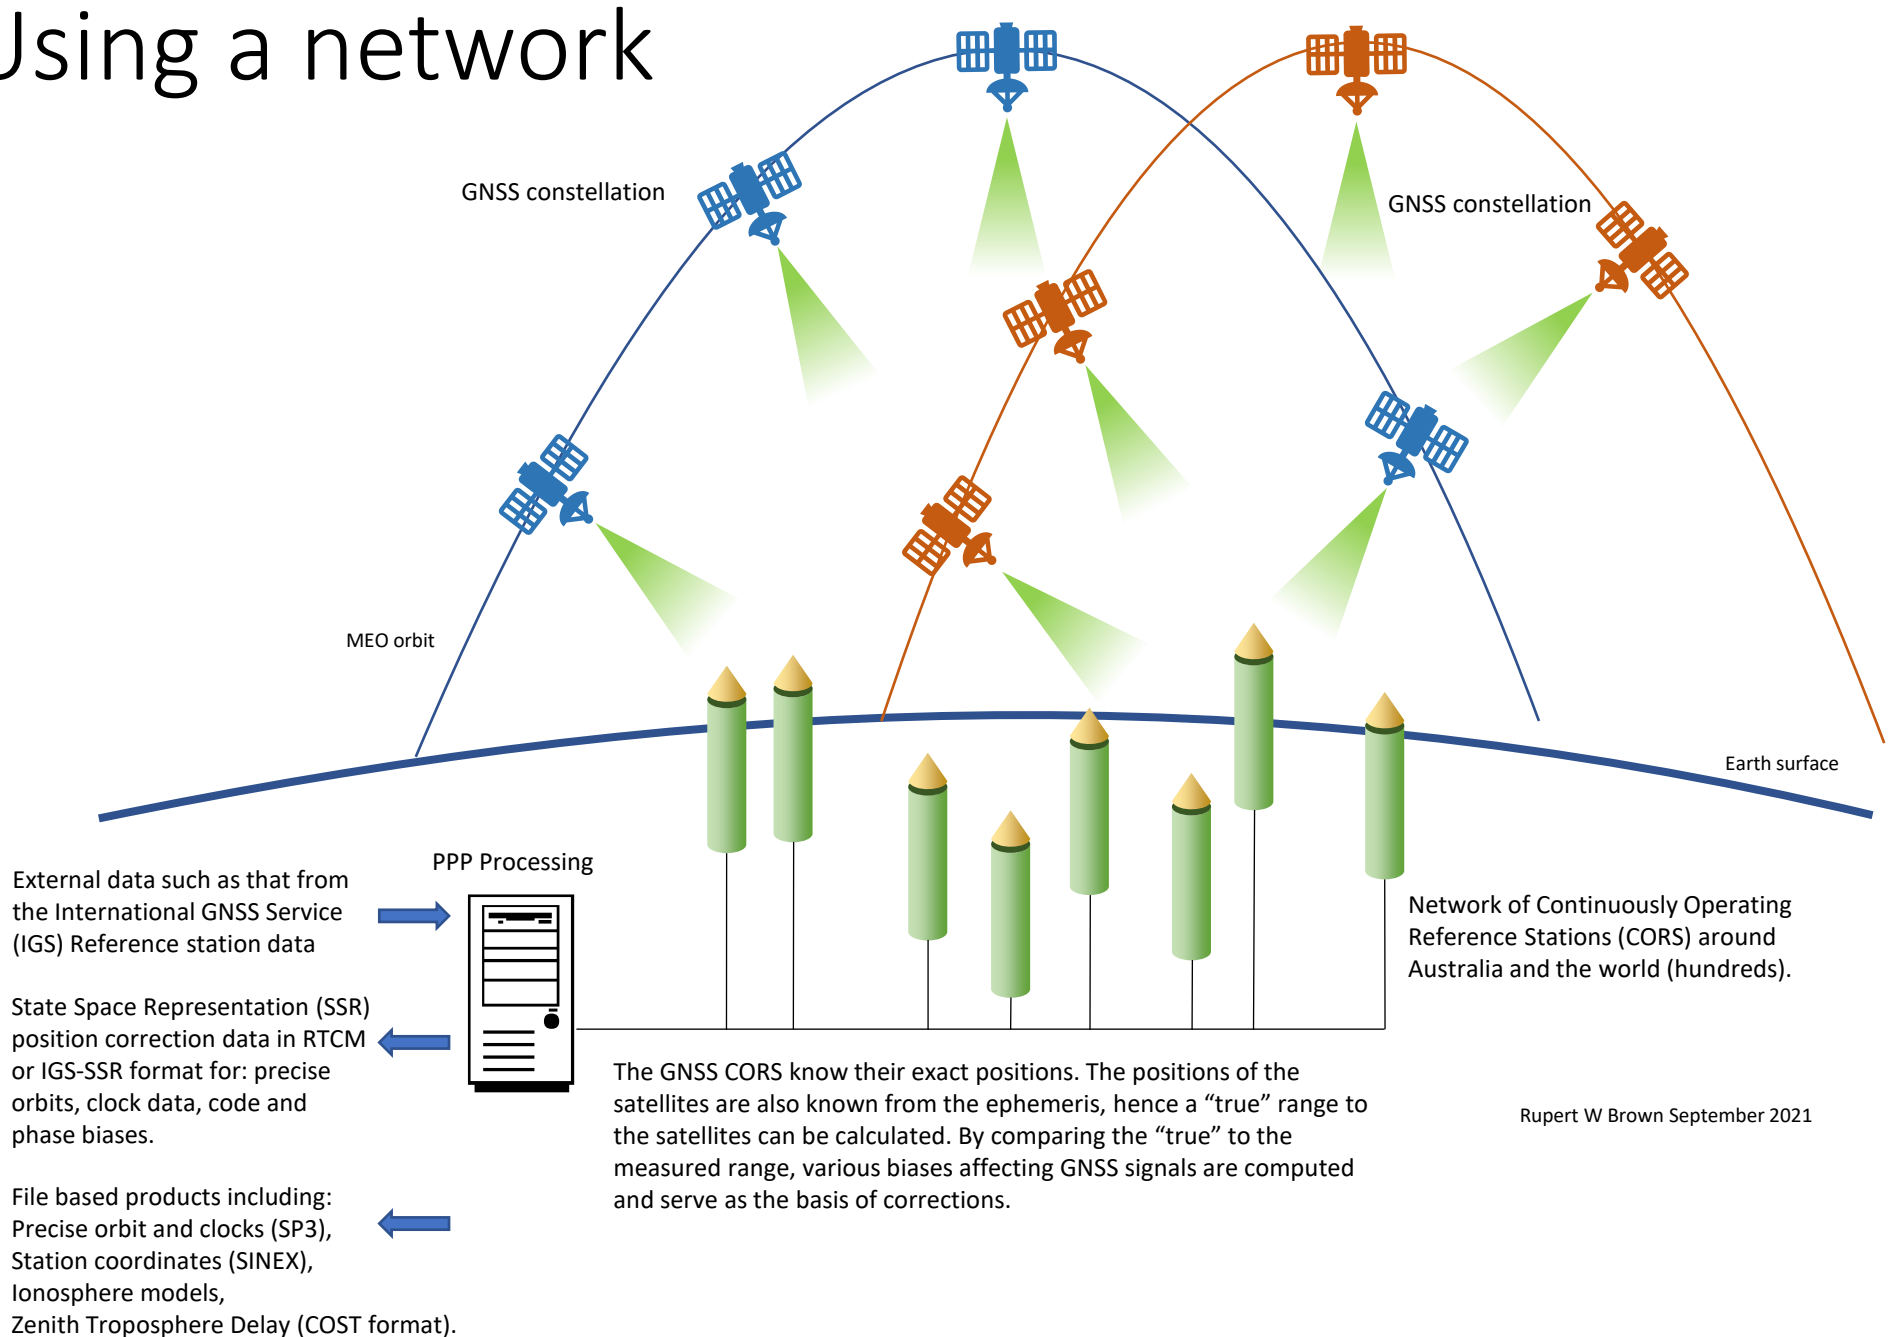 Using a network
GNSS constellation
GNSS constellation
MEO orbit
Earth surface
PPP Processing
External data such as that from
the International GNSS Service
(IGS) Reference station data
Network of Continuously Operating
Reference Stations (CORS) around
Australia and the world (hundreds).
State Space Representation (SSR)
position correction data in RTCM
or IGS-SSR format for: precise
orbits, clock data, code and
phase biases.
The GNSS CORS know their exact positions. The positions of the
satellites are also known from the ephemeris, hence a “true” range to
the satellites can be calculated. By comparing the “true” to the
measured range, various biases affecting GNSS signals are computed
and serve as the basis of corrections.
Rupert W Brown September 2021
File based products including:
Precise orbit and clocks (SP3),
Station coordinates (SINEX),
Ionosphere models,
Zenith Troposphere Delay (COST format).